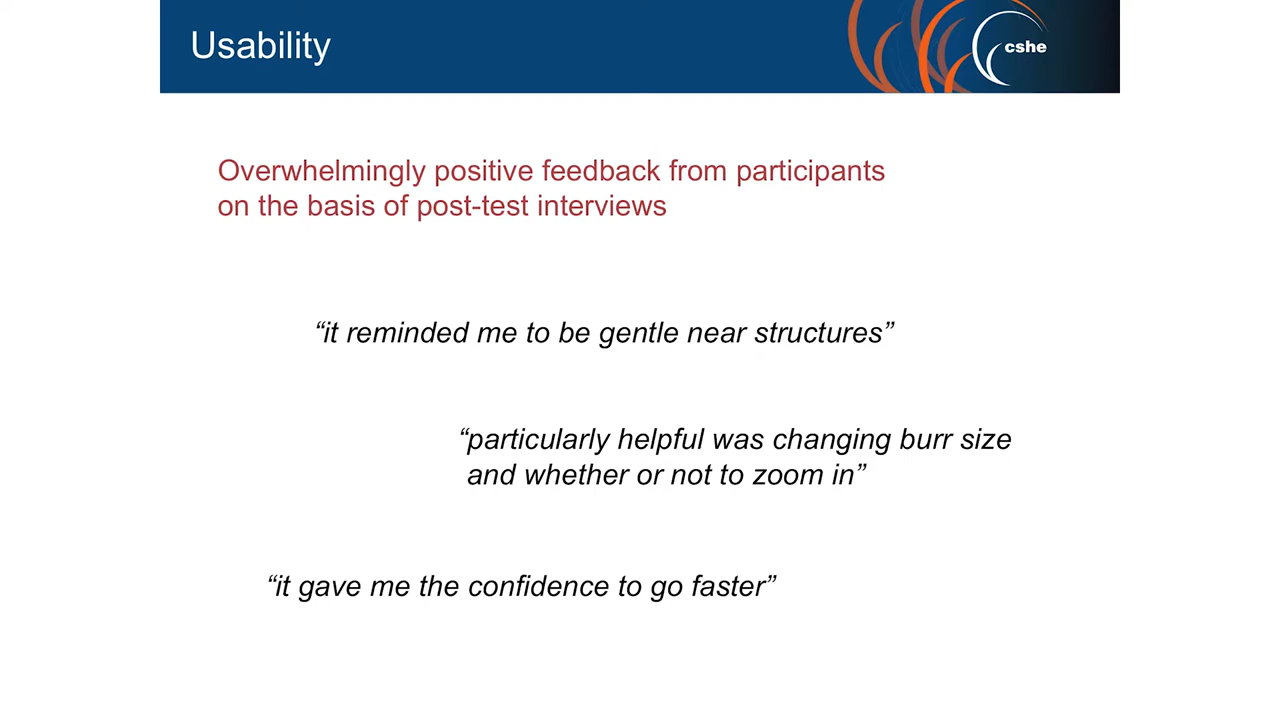 Usability
cshe
Overwhelmingly positive feedback from participants
on the basis of post-test interviews
“it reminded me to be gentle near structures”
“particularly helpful was changing burr size
and whether or not to zoom in”
“it gave me the confidence to go faster”